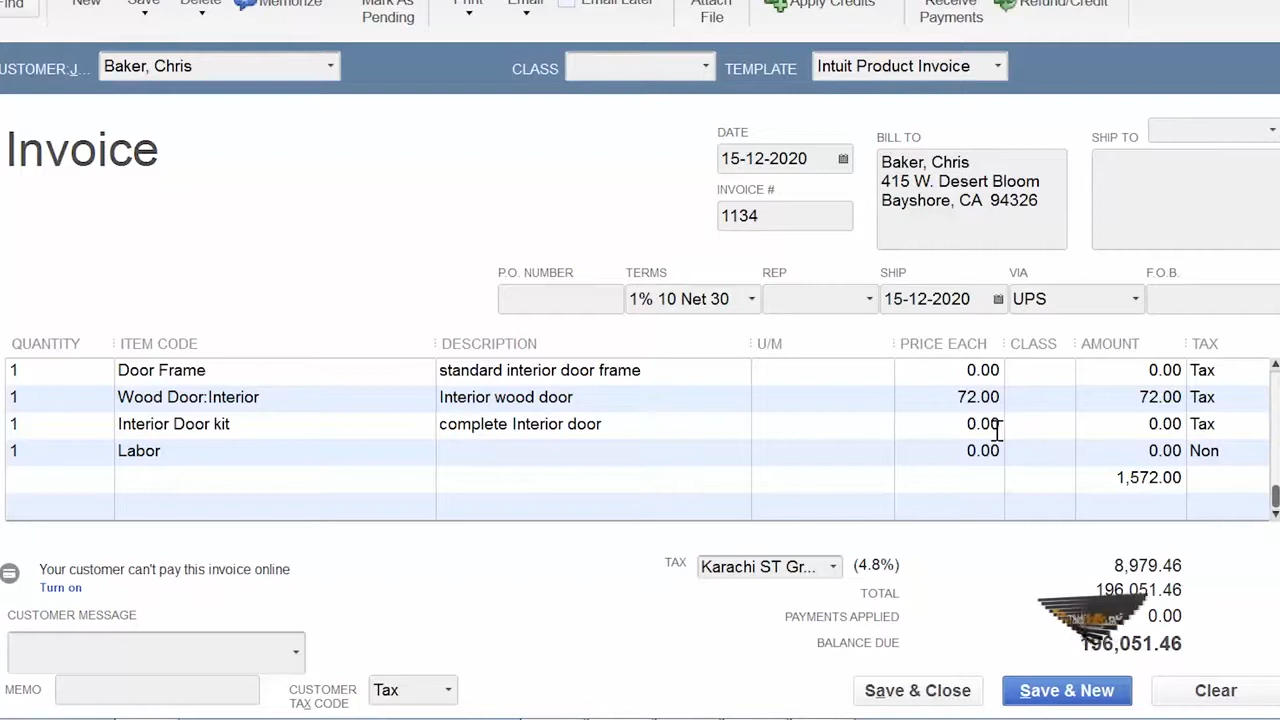 Find New Save Delete Memorize Mark As Print Email Email Later Attach Apply Credits Receive Refund/Credit
Pending File Payments
USTOMER:J... Baker, Chris CLASS TEMPLATE Intuit Product Invoice
Invoice
DATE BILL TO SHIP TO
15-12-2020 Baker, Chris
415 W. Desert Bloom
INVOICE # Bayshore, CA 94326
1134
P.O. NUMBER TERMS REP SHIP VIA F.O.B.
1% 10 Net 30 15-12-2020 UPS
QUANTITY ITEM CODE DESCRIPTION U/M PRICE EACH CLASS AMOUNT TAX
1 Door Frame standard interior door frame 0.00 0.00 Tax
1 Wood Door:Interior Interior wood door 72.00 72.00 Tax
1 Interior Door kit complete Interior door 0.00 0.00 Tax
1 Labor 0.00 0.00 Non
1,572.00
Your customer can't pay this invoice online TAX Karachi ST Gr... (4.8%) 8,979.46
Turn on TOTAL 196,051.46
CUSTOMER MESSAGE PAYMENTS APPLIED 0.00
BALANCE DUE 196,051.46
MEMO CUSTOMER TAX CODE Tax Save & Close Save & New Clear